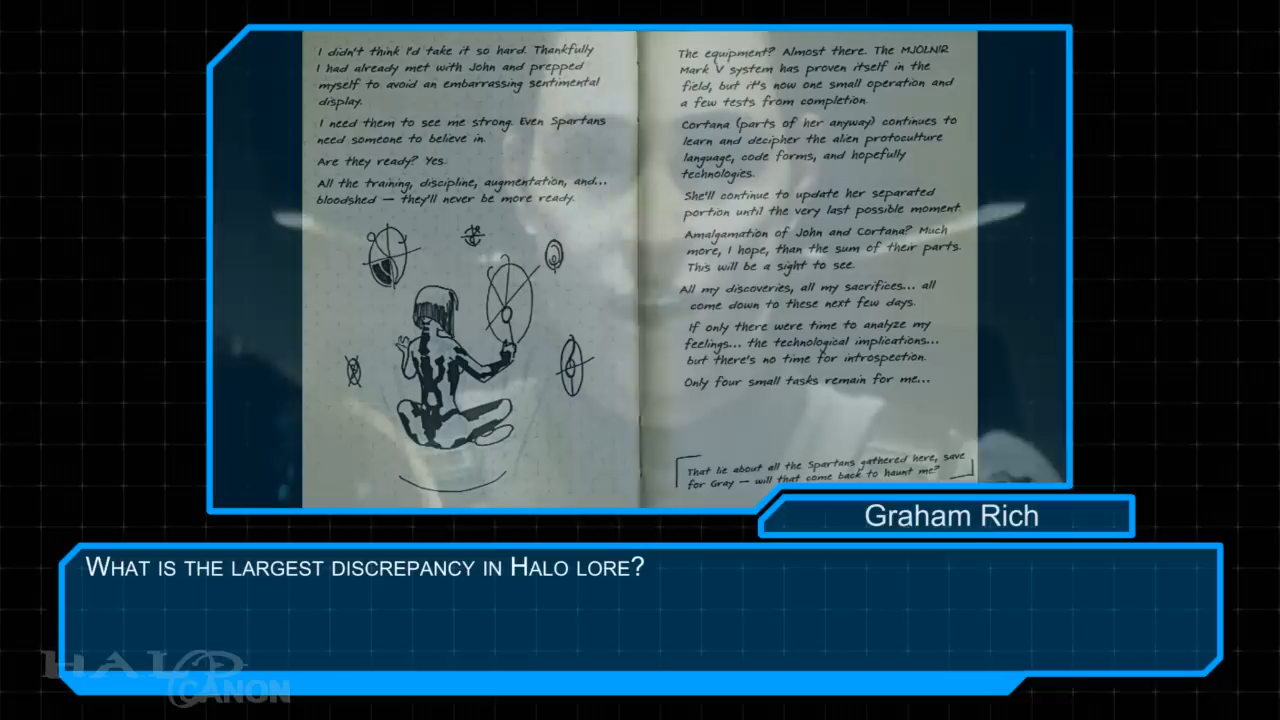 I didn't think I'd take it so hard. Thankfully
I had already met with John and prepped
myself to avoid an embarrassing sentimental
display.
I need them to see me strong. Even Spartans
need someone to believe in.
Are they ready? Yes.
All the training, discipline, augmentation, and...
bloodshed — they'll never be more ready.
The equipment? Almost there. The MJOLNIR
Mark V system has proven itself in the
field, but it's now one small operation and
a few tests from completion.
Cortana (parts of her anyway) continues to
learn and decipher the alien protoculture
language, code forms, and hopefully
technologies.
She'll continue to update her separated
portion until the very last possible moment.
Amalgamation of John and Cortana? Much
more, I hope, than the sum of their parts.
This will be a sight to see.
All my discoveries, all my sacrifices... all
come down to these next few days.
If only there were time to analyze my
feelings... the technological implications...
but there's no time for introspection.
Only four small tasks remain for me...
That lie about all the Spartans gathered here, save
for Gray — will that come back to haunt me?
Graham Rich
What is the largest discrepancy in Halo lore?
HALO
CANON